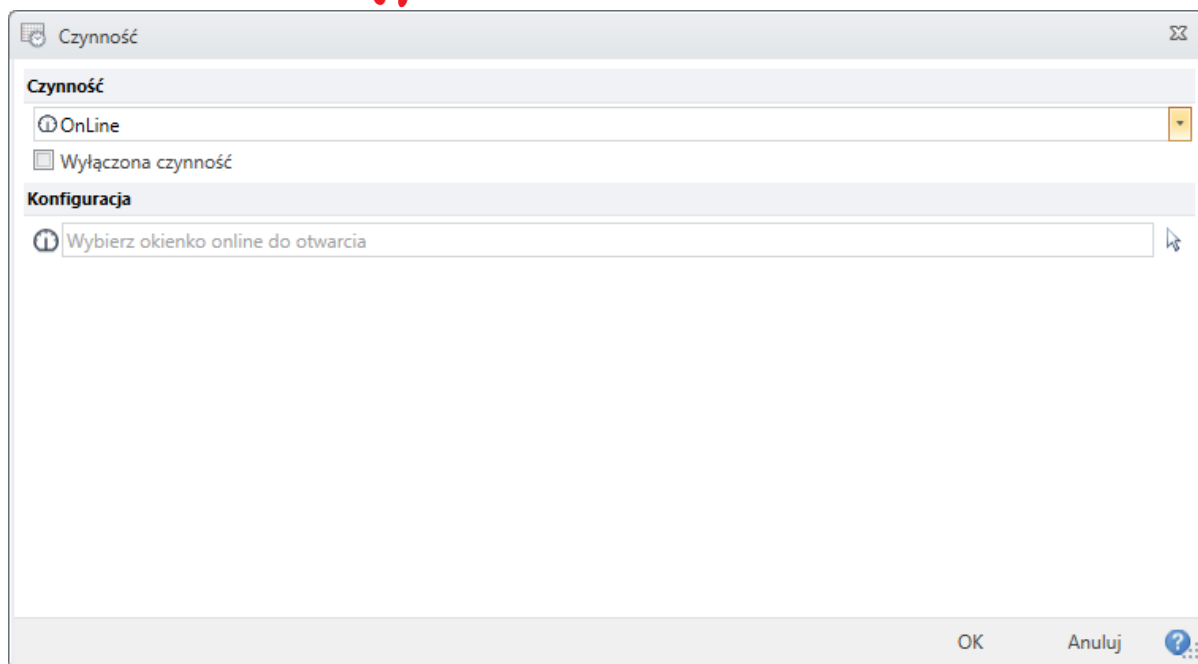 Czynność
Czynność
OnLine
Wyłączona czynność
Konfiguracja
Wybierz okienko online do otwarcia
OK Anuluj